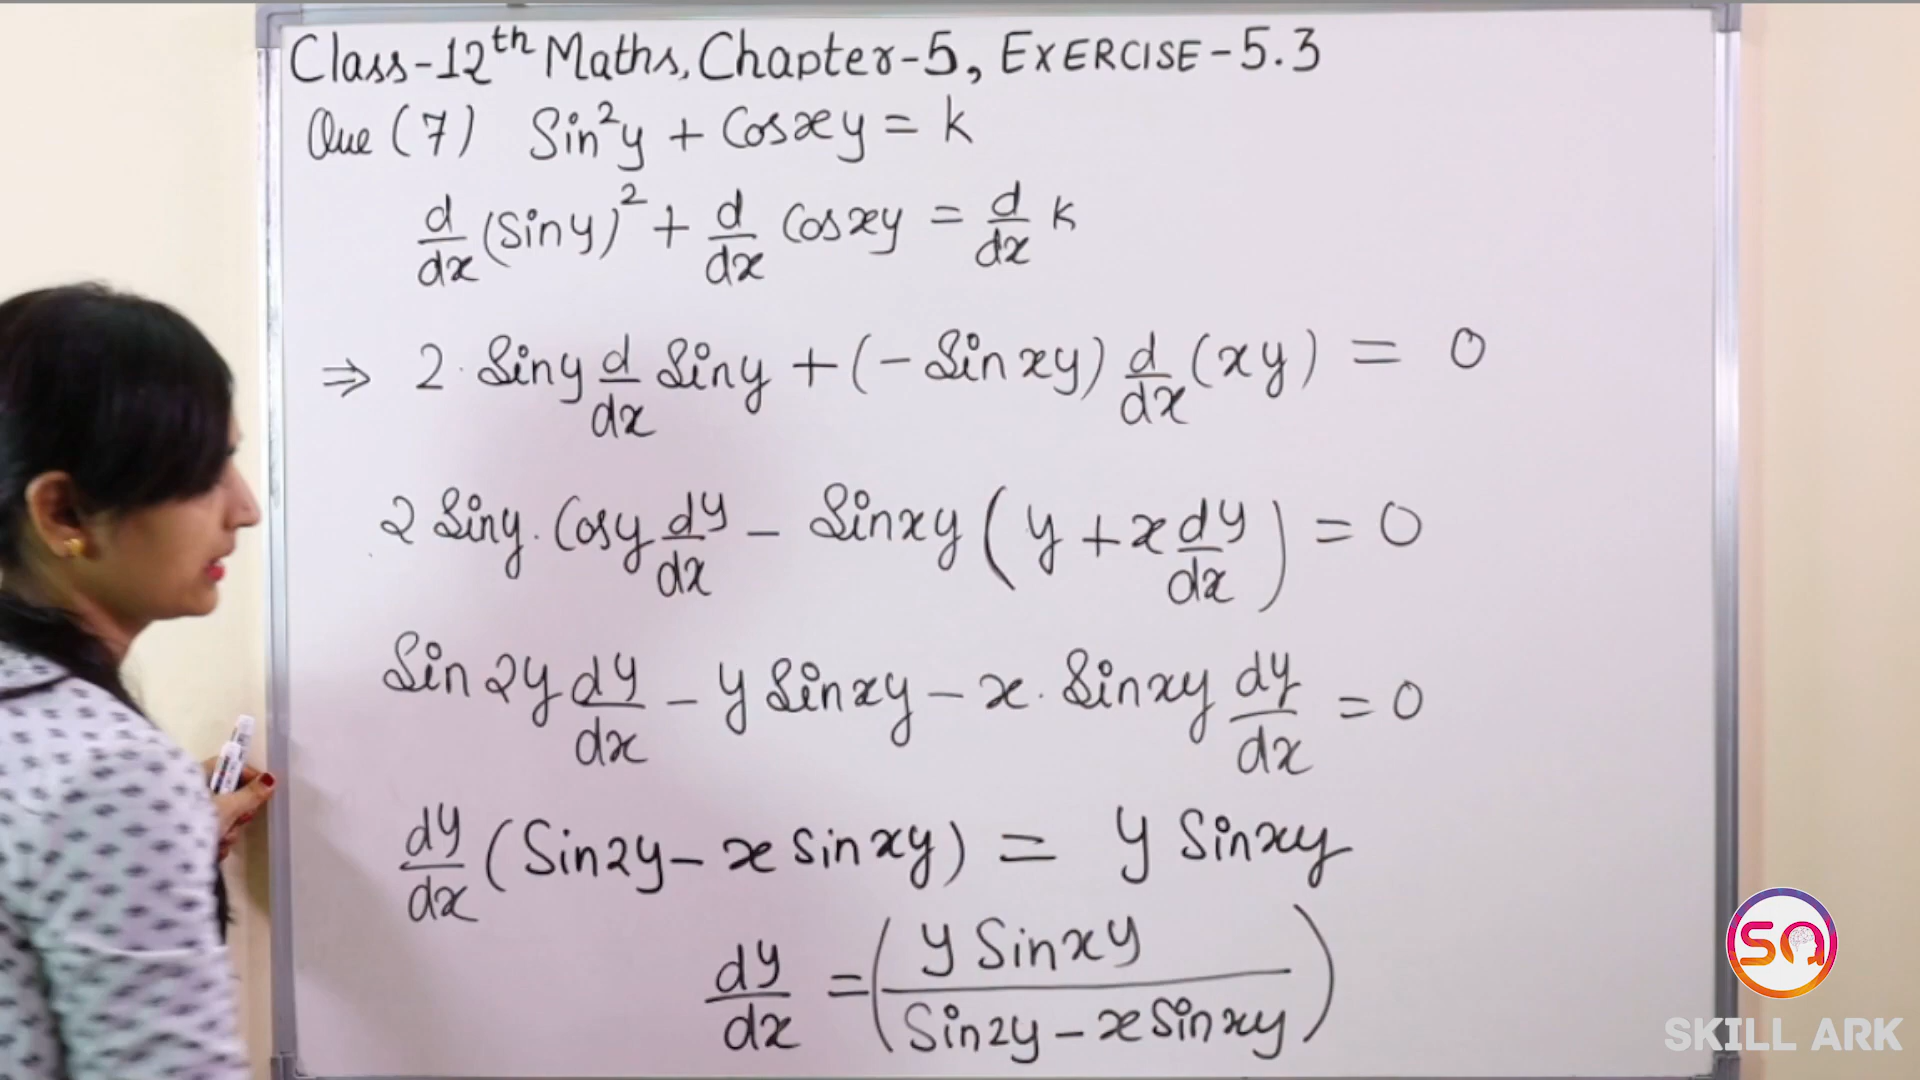 Class-12th Maths, Chapter-5, EXERCISE-5.3
Que (7) Sin²y + Cosxy = k
d/dx (Siny)² + d/dx Cosxy = d/dx k
⇒ 2. Siny d/dx Siny + (- Sinxy) d/dx (xy) = 0
2 Siny. Cosy dy/dx - Sinxy (y + x dy/dx) = 0
Sin2y dy/dx - y Sinxy - x. Sinxy dy/dx = 0
dy/dx (Sin2y - x sinxy) = y Sinxy
dy/dx = (y Sinxy / Sin2y - x Sinxy)
SA
SKILL ARK